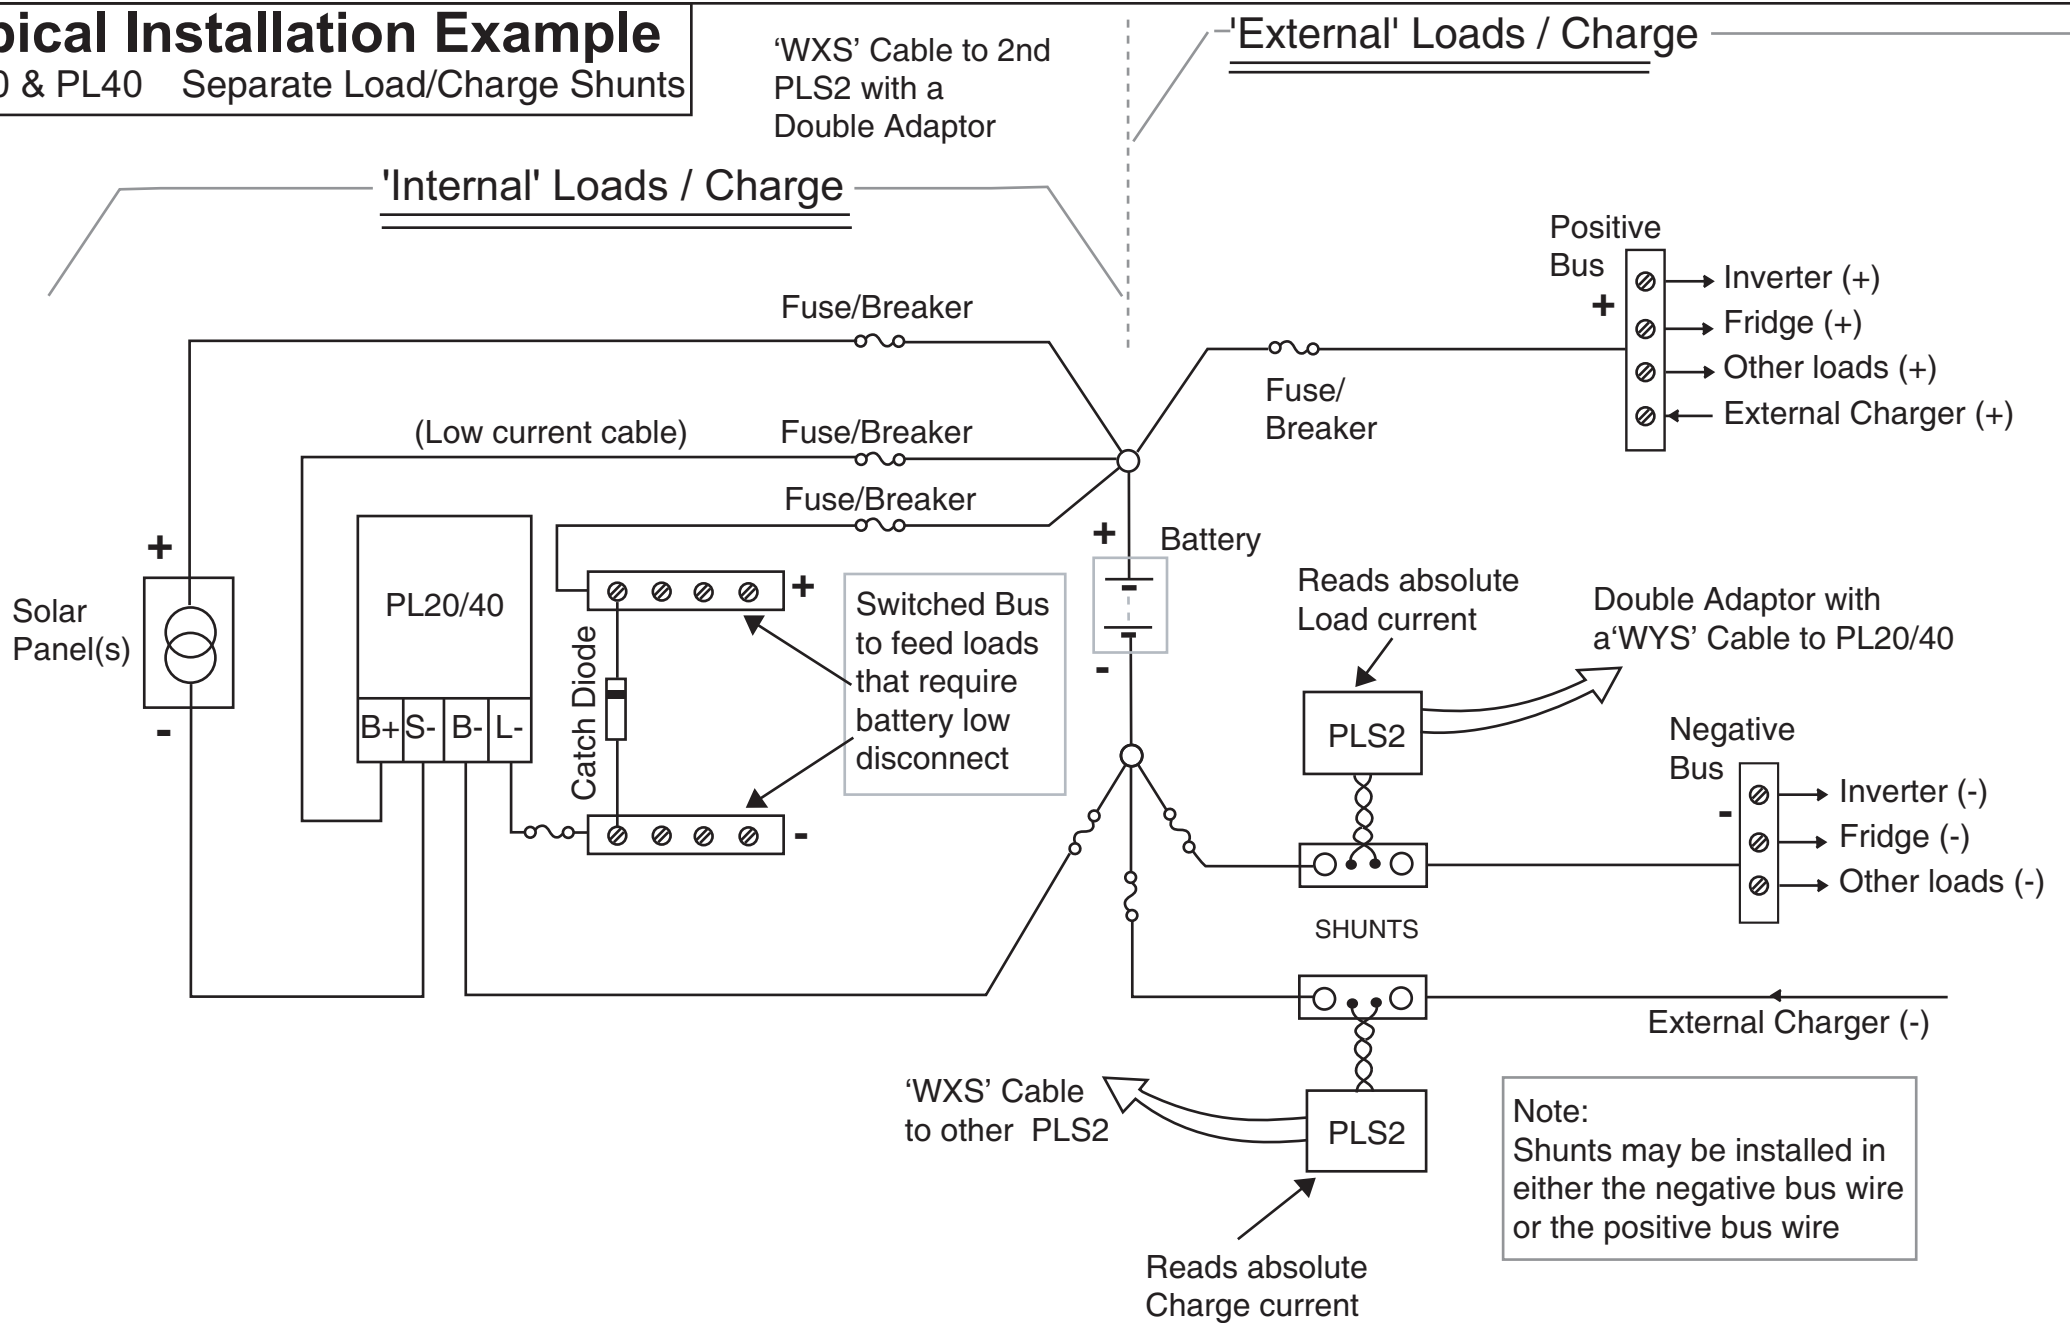 pical Installation Example
0 & PL40 Separate Load/Charge Shunts
‘WXS’ Cable to 2nd
PLS2 with a
Double Adaptor
'External' Loads / Charge
'Internal' Loads / Charge
Positive
Bus
+
Inverter (+)
Fridge (+)
Other loads (+)
External Charger (+)
Fuse/Breaker
Fuse/
Breaker
(Low current cable)
Fuse/Breaker
Fuse/Breaker
+
Solar
Panel(s)
-
PL20/40
B+
S-
B-
L-
Catch Diode
+
-
Switched Bus
to feed loads
that require
battery low
disconnect
+
Battery
-
Reads absolute
Load current
PLS2
Double Adaptor with
a‘WYS’ Cable to PL20/40
Negative
Bus
-
Inverter (-)
Fridge (-)
Other loads (-)
SHUNTS
External Charger (-)
‘WXS’ Cable
to other PLS2
PLS2
Reads absolute
Charge current
Note:
Shunts may be installed in
either the negative bus wire
or the positive bus wire